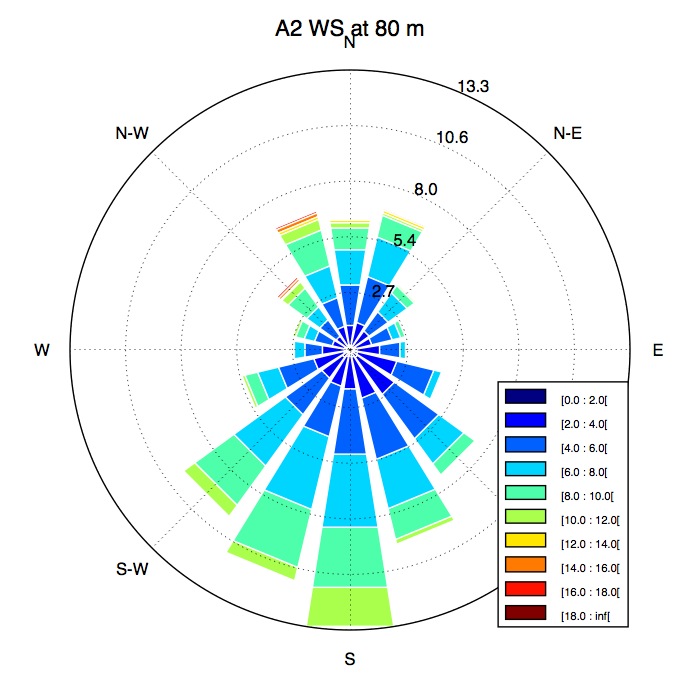 A2 WS at 80 m
N
13.3
N-W
10.6
N-E
8.0
5.4
2.7
W
E
[0.0 : 2.0[
[2.0 : 4.0[
[4.0 : 6.0[
[6.0 : 8.0[
[8.0 : 10.0[
[10.0 : 12.0[
[12.0 : 14.0[
[14.0 : 16.0[
[16.0 : 18.0[
[18.0 : inf[
S-W
S